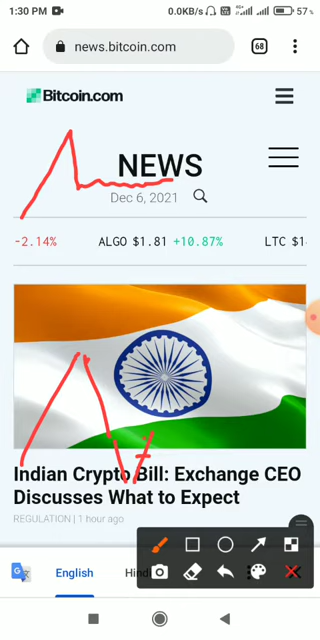 1:30 PM 0.0KB/s 4G 57%
news.bitcoin.com 68
Bitcoin.com
NEWS
Dec 6, 2021
-2.14% ALGO $1.81 +10.87% LTC $1
Indian Crypto Bill: Exchange CEO
Discusses What to Expect
REGULATION | 1 hour ago
English Hin